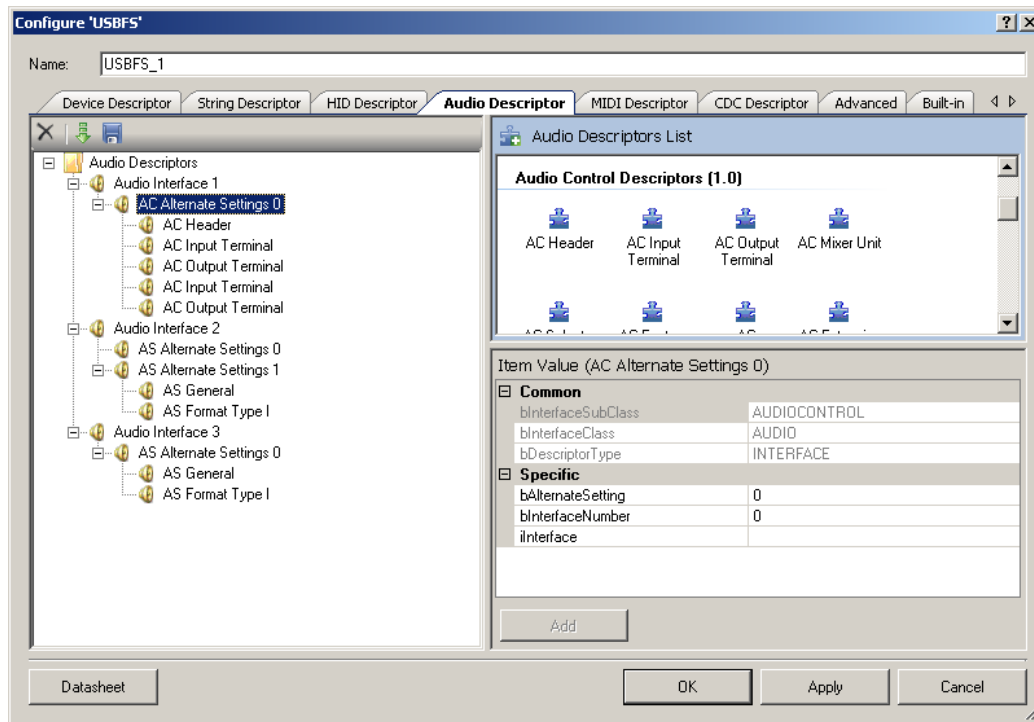 Configure 'USBFS'
Name: USBFS_1
Device Descriptor String Descriptor HID Descriptor Audio Descriptor MIDI Descriptor CDC Descriptor Advanced Built-in
Audio Descriptors
Audio Interface 1
AC Alternate Settings 0
AC Header
AC Input Terminal
AC Output Terminal
AC Input Terminal
AC Output Terminal
Audio Interface 2
AS Alternate Settings 0
AS Alternate Settings 1
AS General
AS Format Type I
Audio Interface 3
AS Alternate Settings 0
AS General
AS Format Type I
Audio Descriptors List
Audio Control Descriptors (1.0)
AC Header AC Input Terminal AC Output Terminal AC Mixer Unit
Item Value (AC Alternate Settings 0)
Common
bInterfaceSubClass AUDIOCONTROL
bInterfaceClass AUDIO
bDescriptorType INTERFACE
Specific
bAlternateSetting 0
bInterfaceNumber 0
iInterface
Add
Datasheet OK Apply Cancel